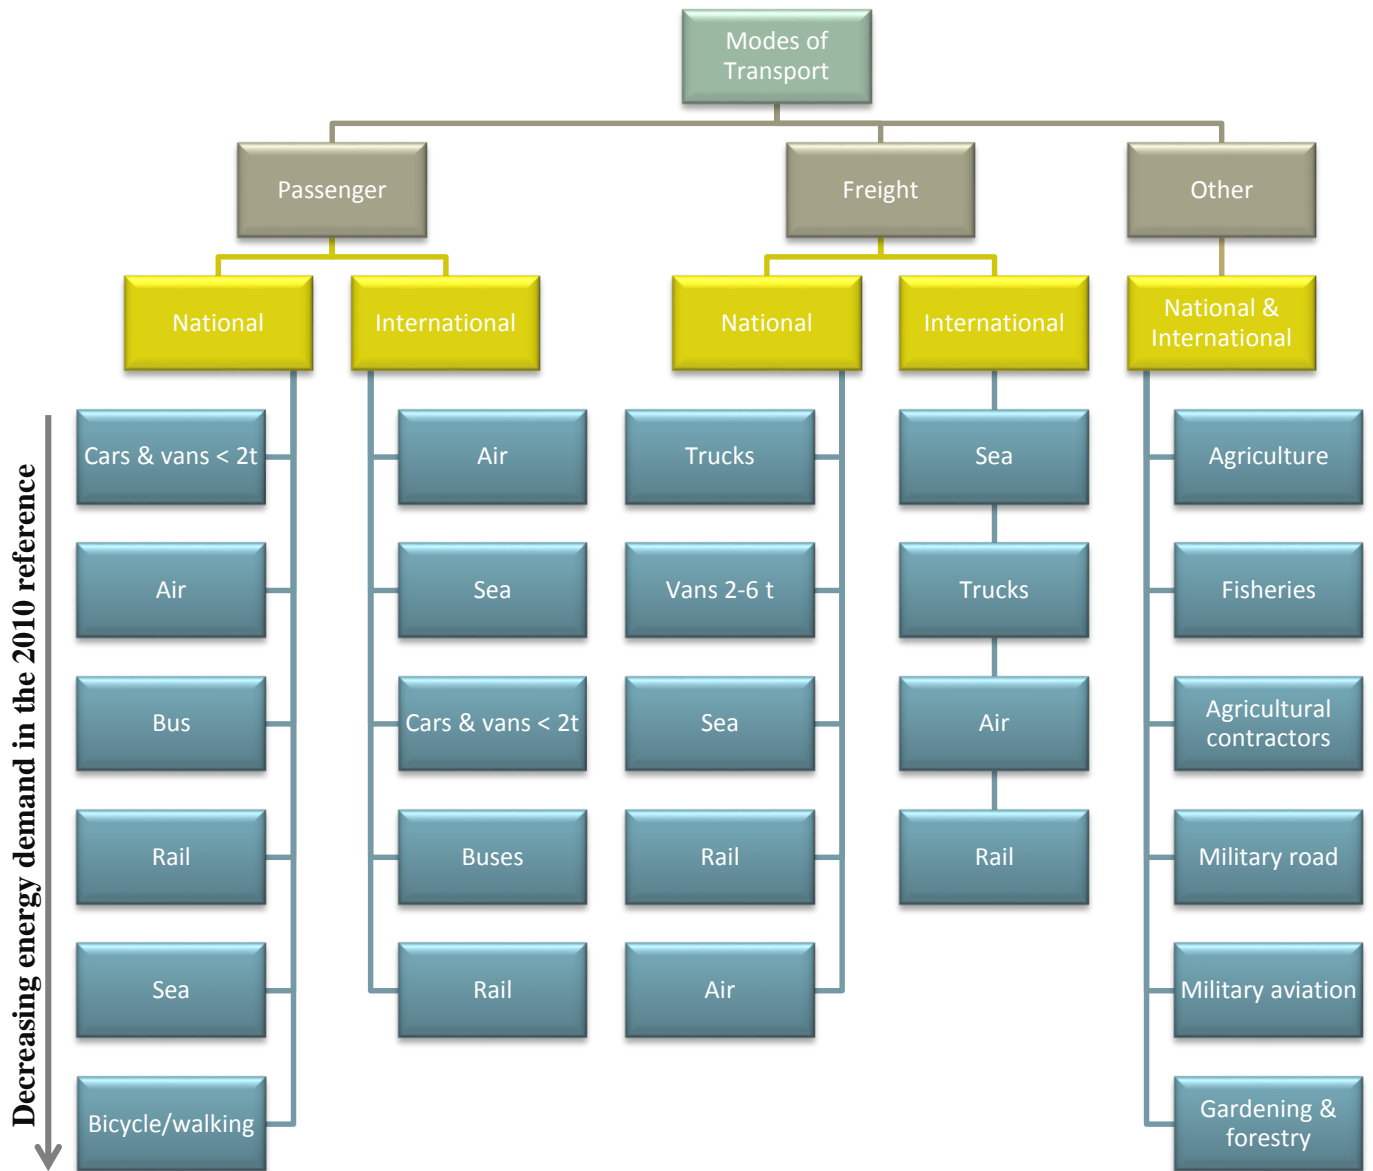 Modes of
Transport
Passenger
Freight
Other
National
International
National
International
National &
International
Decreasing energy demand in the 2010 reference
Cars & vans < 2t
Air
Trucks
Sea
Agriculture
Air
Sea
Vans 2-6 t
Trucks
Fisheries
Bus
Cars & vans < 2t
Sea
Air
Agricultural
contractors
Rail
Buses
Rail
Rail
Military road
Sea
Rail
Air
Military aviation
Bicycle/walking
Gardening &
forestry